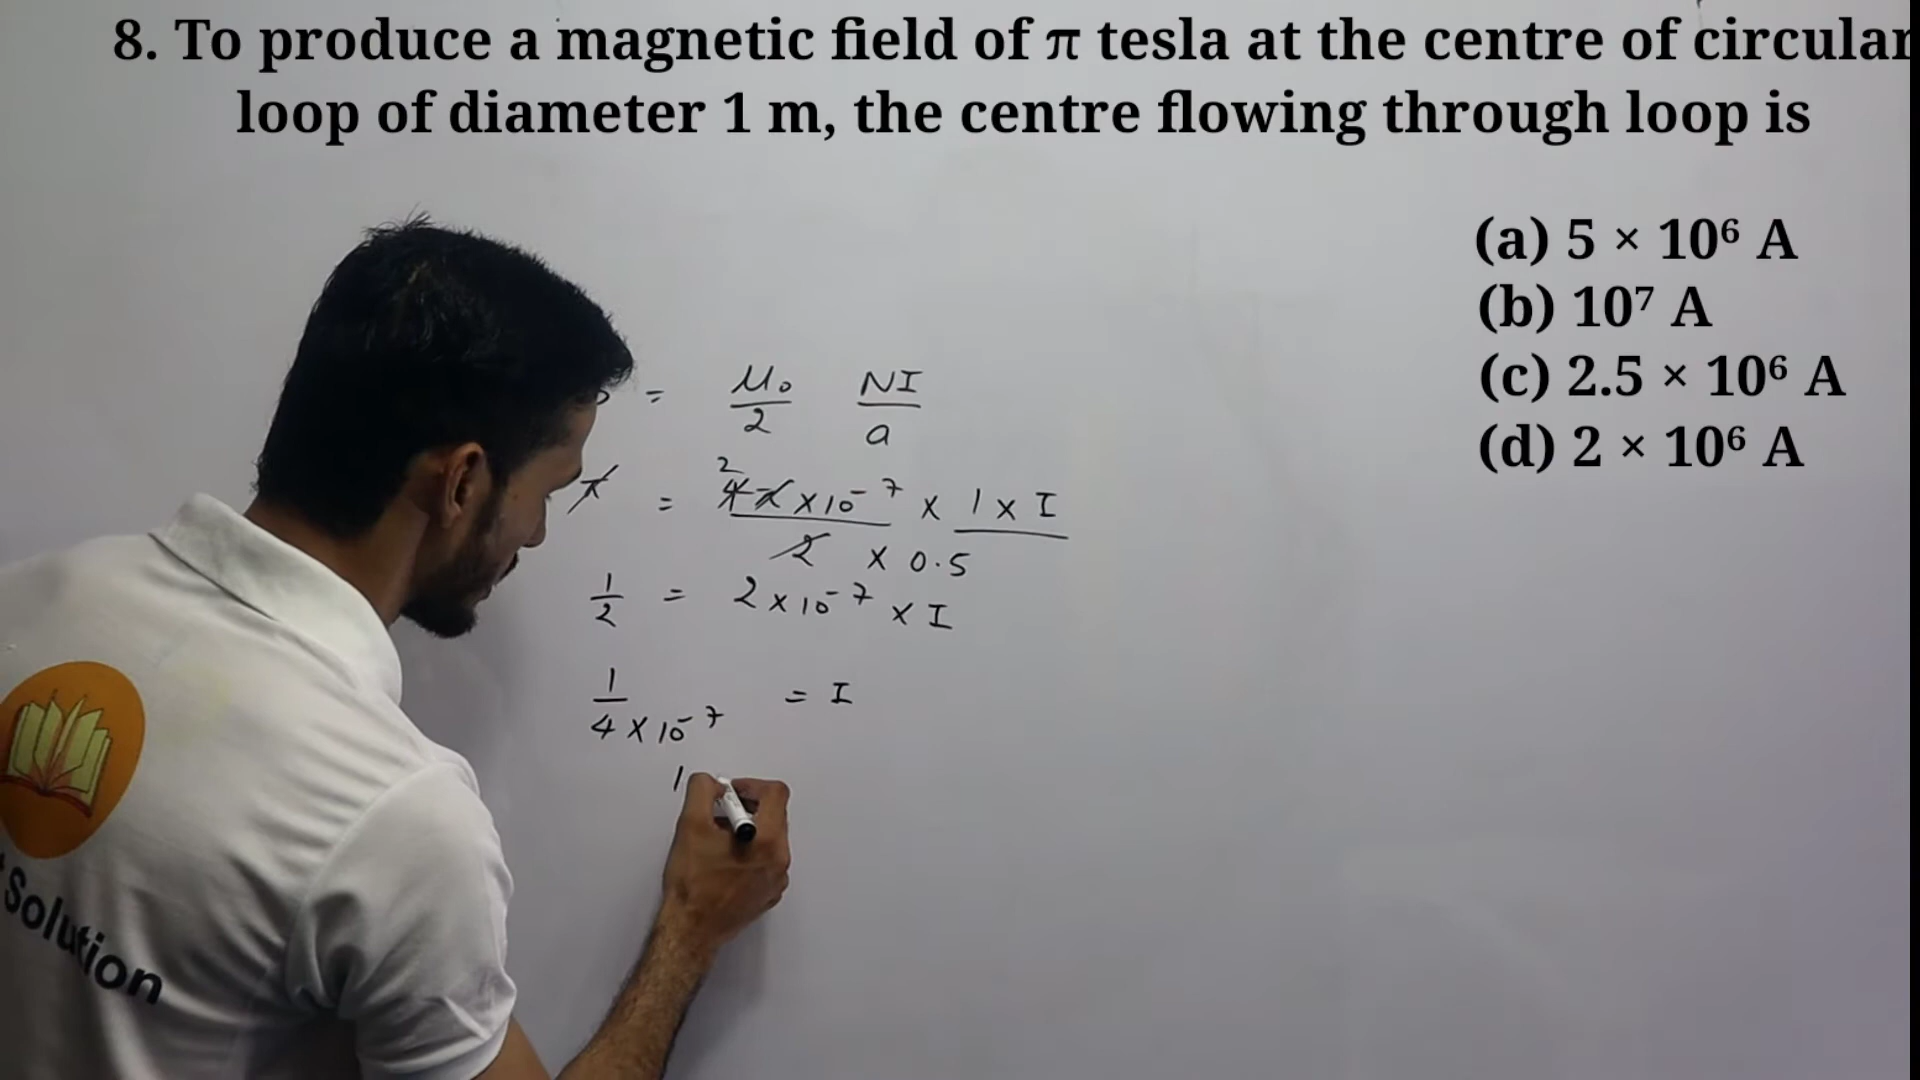 8. To produce a magnetic field of π tesla at the centre of circular
loop of diameter 1 m, the centre flowing through loop is
(a) 5 × 10⁶ A
(b) 10⁷ A
(c) 2.5 × 10⁶ A
(d) 2 × 10⁶ A
= μ₀/2 NI/a
π = 2 4π × 10⁻⁷ × 1 × I / 2 × 0.5
1/2 = 2 × 10⁻⁷ × I
1/4 × 10⁻⁷ = I
1
Solution